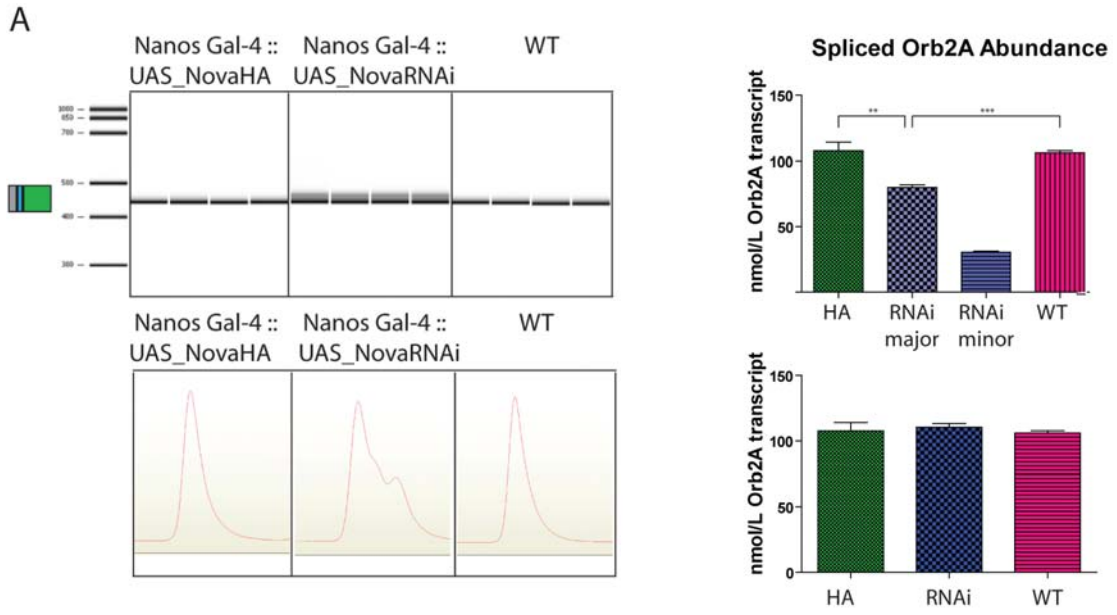 A
Nanos Gal-4 ::
UAS_NovaHA
Nanos Gal-4 ::
UAS_NovaRNAi
WT
1000
850
700
500
400
300
Nanos Gal-4 ::
UAS_NovaHA
Nanos Gal-4 ::
UAS_NovaRNAi
WT
Spliced Orb2A Abundance
nmol/L Orb2A transcript
150
100
50
**
***
HA
RNAi
major
RNAi
minor
WT
nmol/L Orb2A transcript
150
100
50
0
HA
RNAi
WT